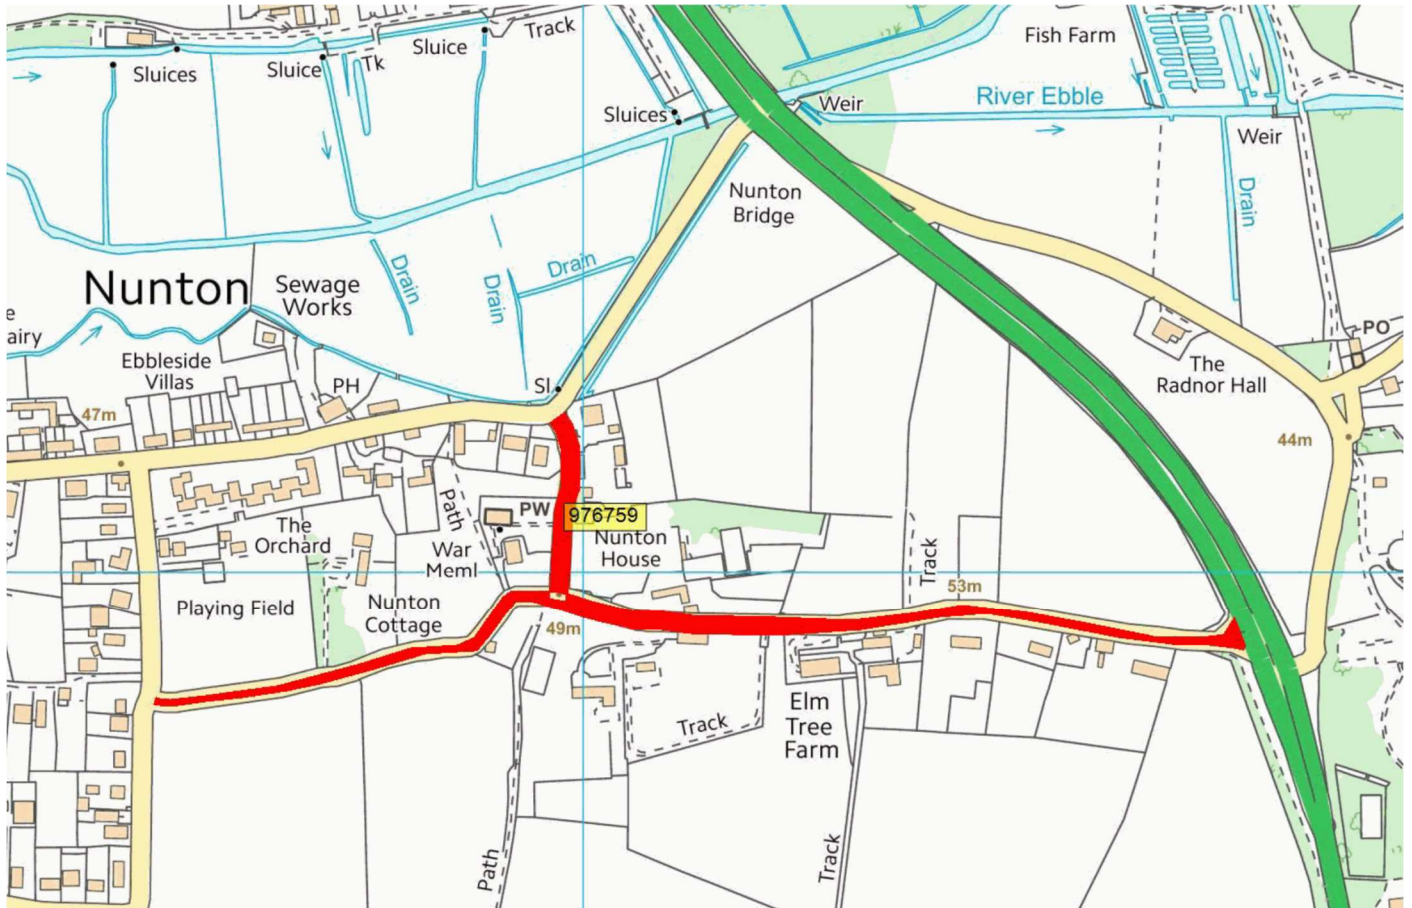 Track
Sluice
Fish Farm
Sluices
Sluice
Tk
River Ebble
Weir
Sluices
Weir
Nunton
Bridge
Drain
Drain
Drain
Drain
Nunton
Sewage
Works
e
airy
Ebbleside
Villas
PH
Sl
PO
The
Radnor Hall
47m
44m
Path
PW
976759
The
Orchard
War
Meml
Nunton
House
Track
53m
Playing Field
Nunton
Cottage
49m
Elm
Tree
Farm
Track
Path
Track